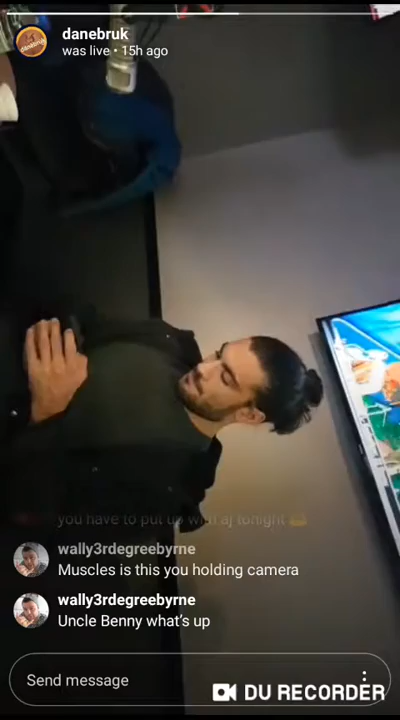 danebruk
was live • 15h ago
you have to put up with aj tonight
wally3rdegreebyrne
Muscles is this you holding camera
wally3rdegreebyrne
Uncle Benny what's up
Send message
DU RECORDER